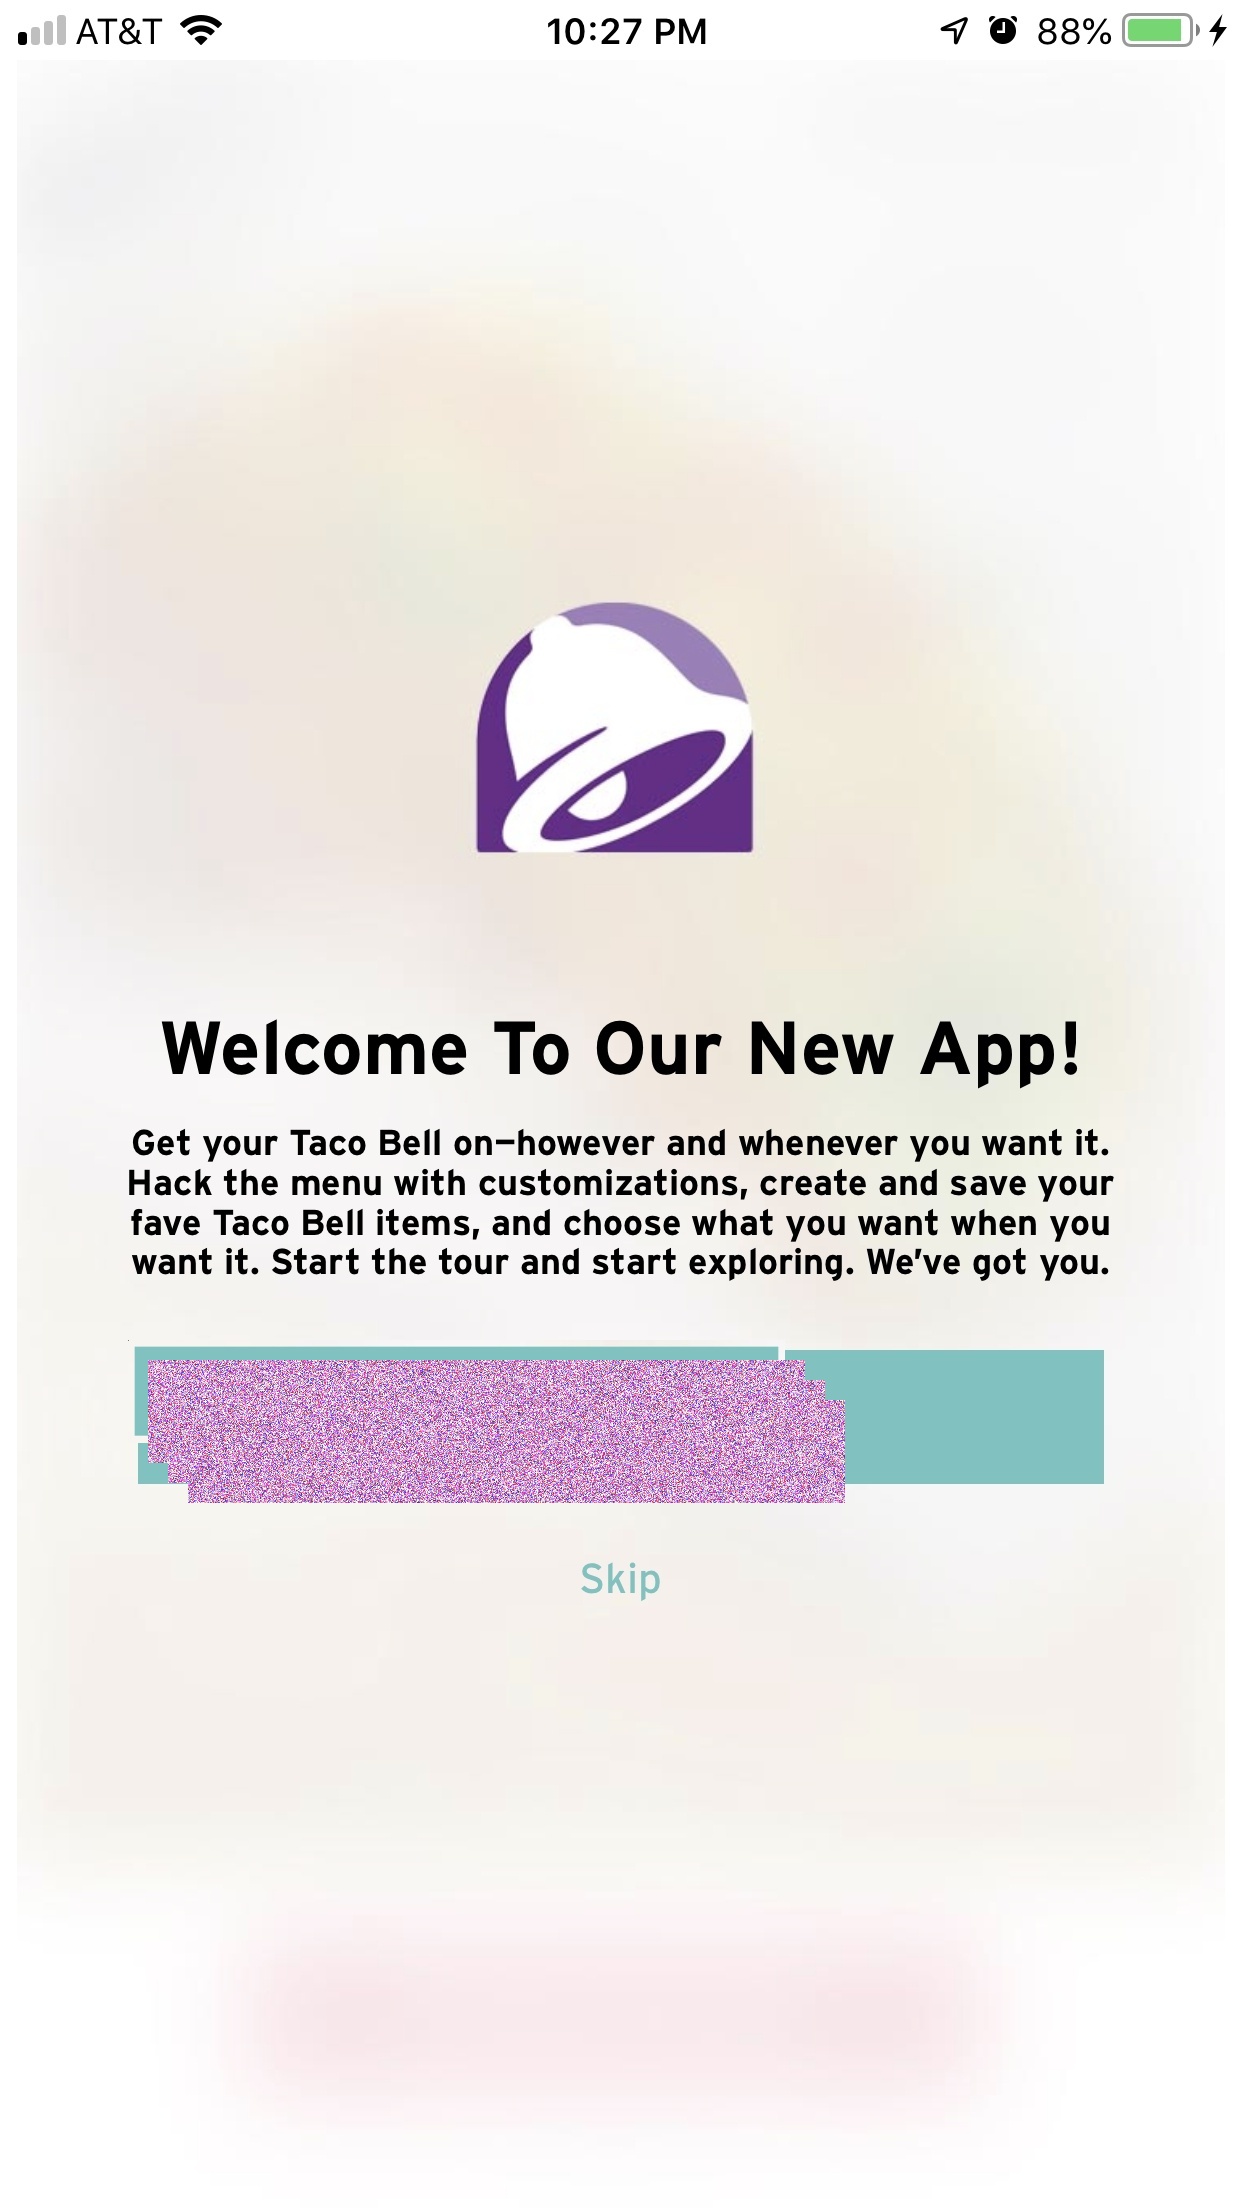 AT&T 10:27 PM 88%
Welcome To Our New App!
Get your Taco Bell on—however and whenever you want it.
Hack the menu with customizations, create and save your
fave Taco Bell items, and choose what you want when you
want it. Start the tour and start exploring. We’ve got you.
Skip